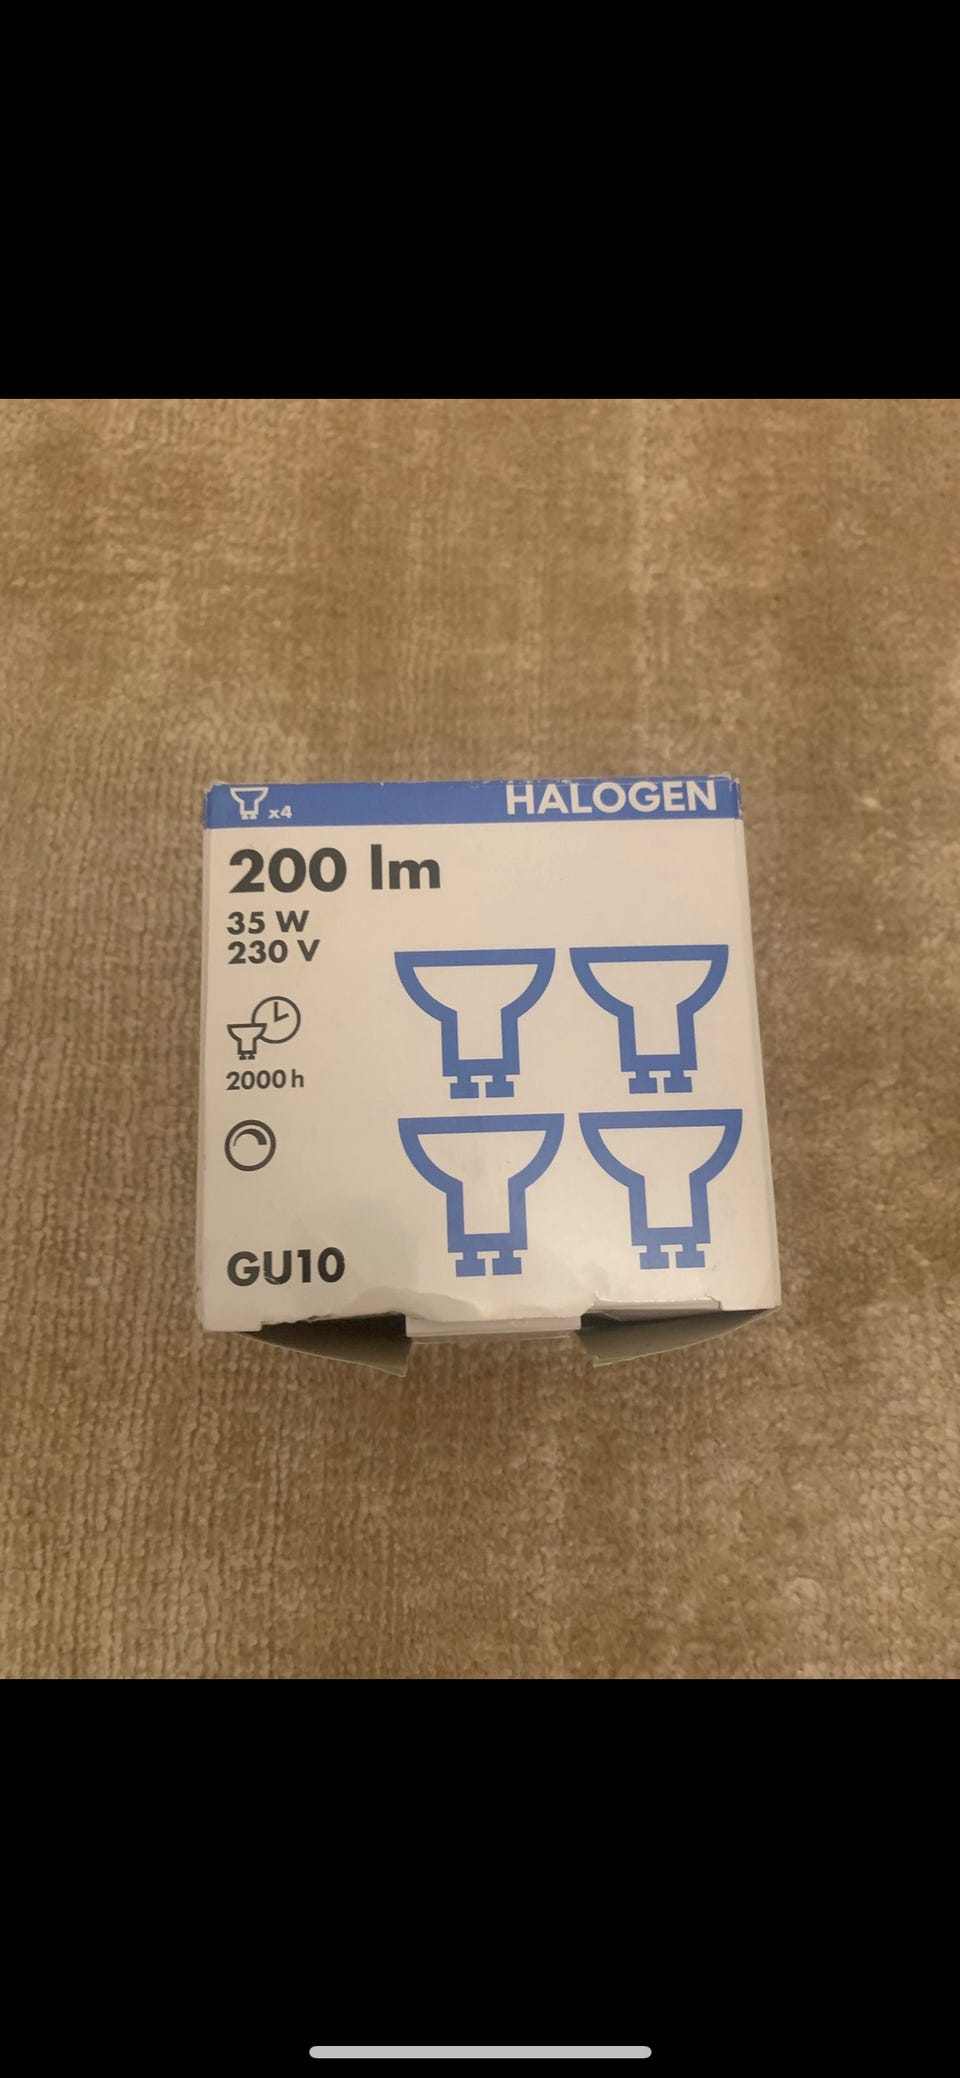 x4 HALOGEN
200 lm
35 W
230 V
2000 h
GU10